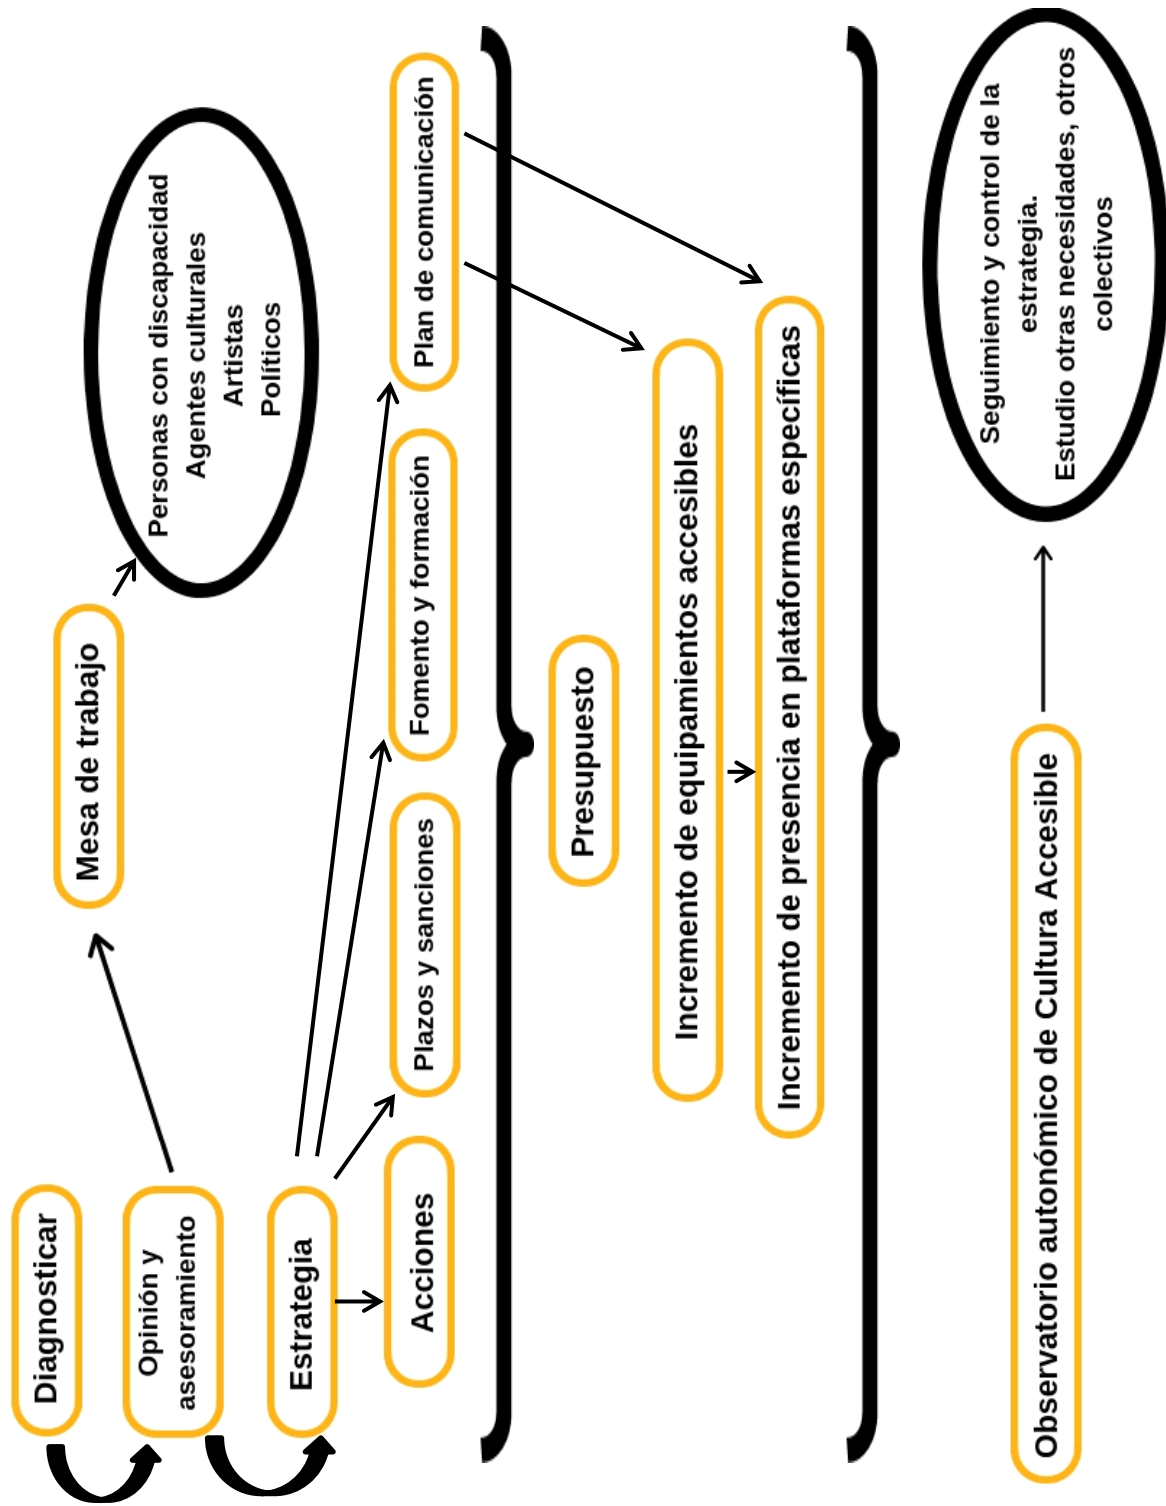 Diagnosticar
Opinión y
asesoramiento
Mesa de trabajo
Personas con discapacidad
Agentes culturales
Artistas
Políticos
Estrategia
Acciones
Plazos y sanciones
Fomento y formación
Plan de comunicación
Presupuesto
Incremento de equipamientos accesibles
Incremento de presencia en plataformas específicas
Observatorio autonómico de Cultura Accesible
Seguimiento y control de la
estrategia.
Estudio otras necesidades, otros
colectivos